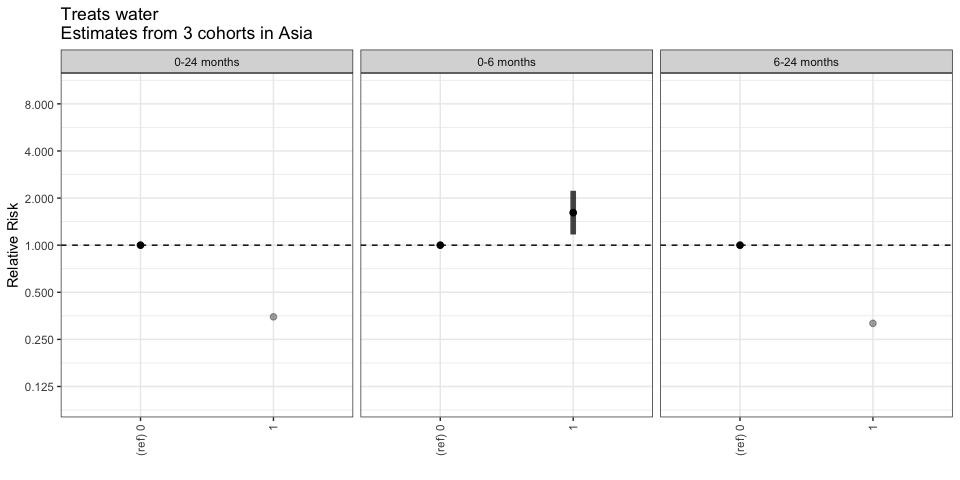 Treats water
Estimates from 3 cohorts in Asia
0-24 months
0-6 months
6-24 months
Relative Risk
8.000
4.000
2.000
1.000
0.500
0.250
0.125
(ref) 0
1
(ref) 0
1
(ref) 0
1